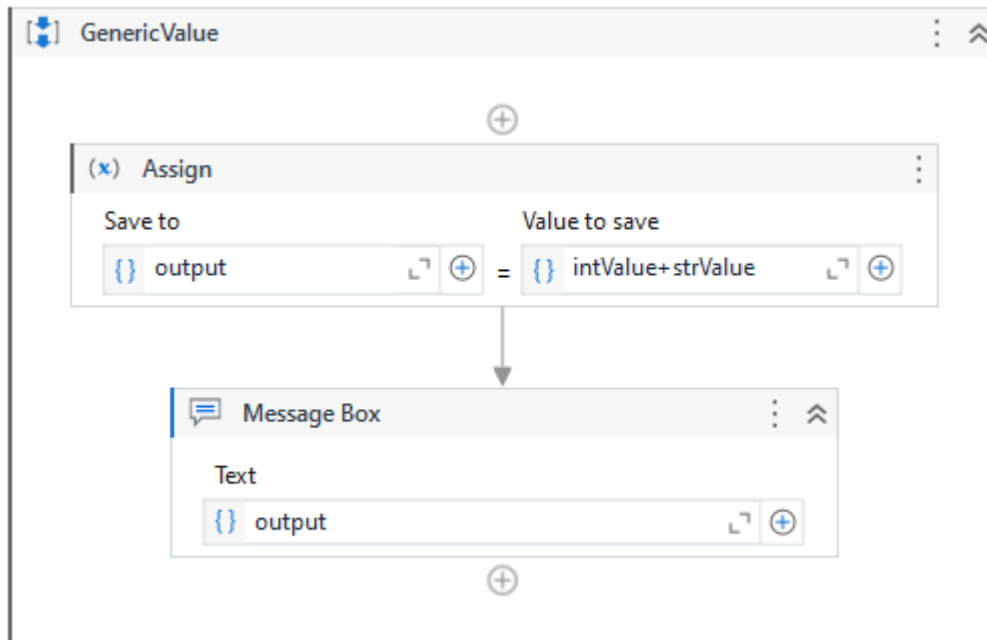 GenericValue
(x) Assign
Save to
Value to save
{} output
=
{} intValue+strValue
Message Box
Text
{} output